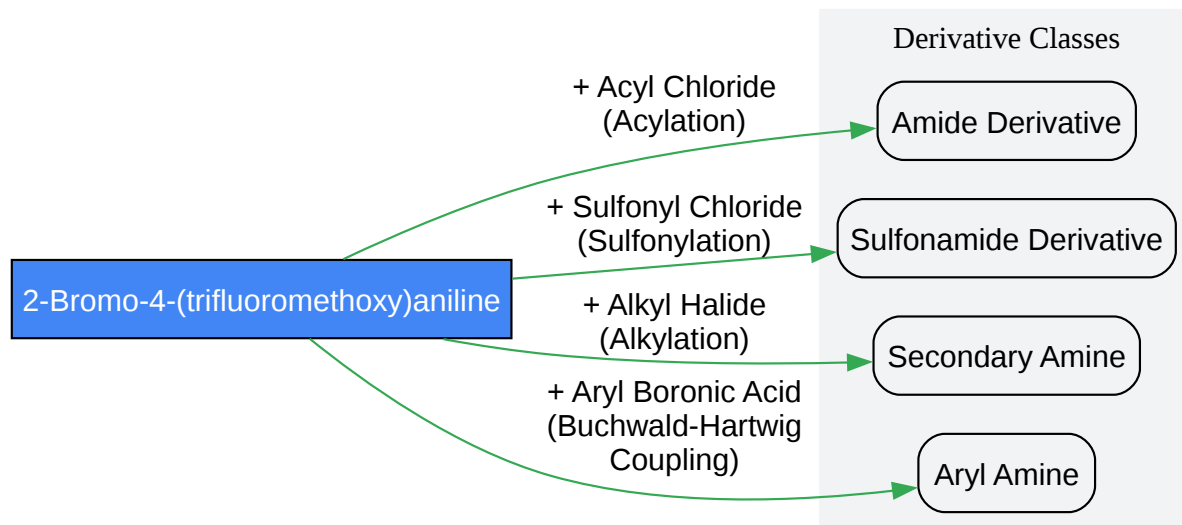 Derivative Classes
+ Acyl Chloride
(Acylation)
Amide Derivative
+ Sulfonyl Chloride
(Sulfonylation)
Sulfonamide Derivative
2-Bromo-4-(trifluoromethoxy)aniline
+ Alkyl Halide
(Alkylation)
Secondary Amine
+ Aryl Boronic Acid
(Buchwald-Hartwig
Coupling)
Aryl Amine